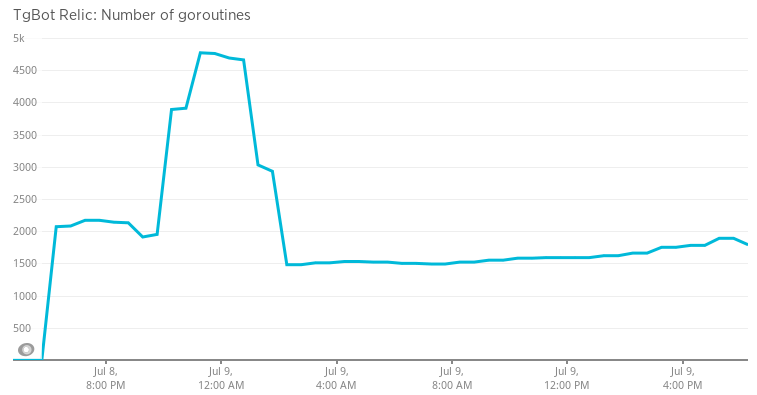 TgBot Relic: Number of goroutines
5k
4500
4000
3500
3000
2500
2000
1500
1000
500
Jul 8, Jul 9, Jul 9, Jul 9, Jul 9, Jul 9,
8:00 PM 12:00 AM 4:00 AM 8:00 AM 12:00 PM 4:00 PM